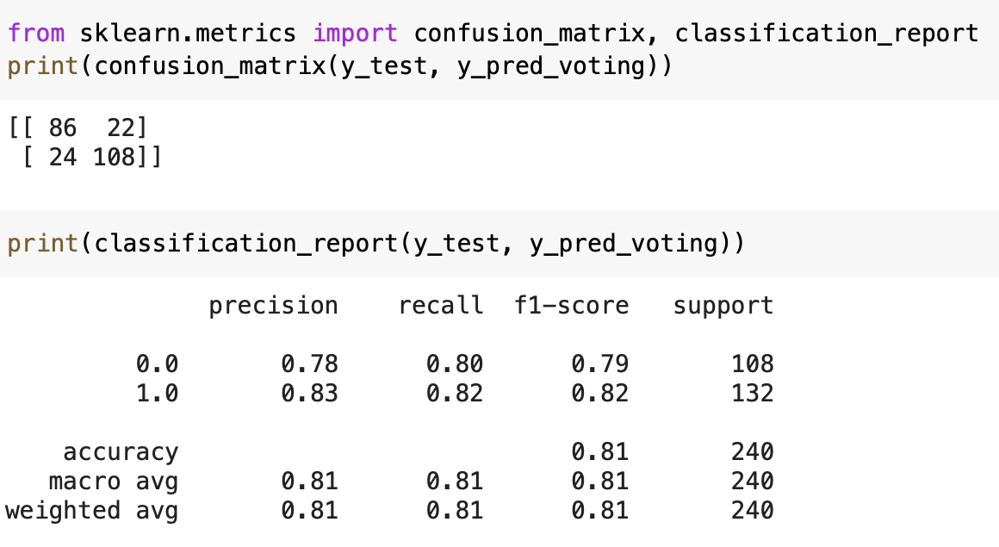 from sklearn.metrics import confusion_matrix, classification_report
print(confusion_matrix(y_test, y_pred_voting))
[[ 86  22]
 [ 24 108]]
print(classification_report(y_test, y_pred_voting))
              precision    recall  f1-score   support
         0.0       0.78      0.80      0.79       108
         1.0       0.83      0.82      0.82       132
    accuracy                           0.81       240
   macro avg       0.81      0.81      0.81       240
weighted avg       0.81      0.81      0.81       240